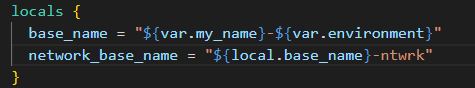 locals {
  base_name = "${var.my_name}-${var.environment}"
  network_base_name = "${local.base_name}-ntwrk"
}